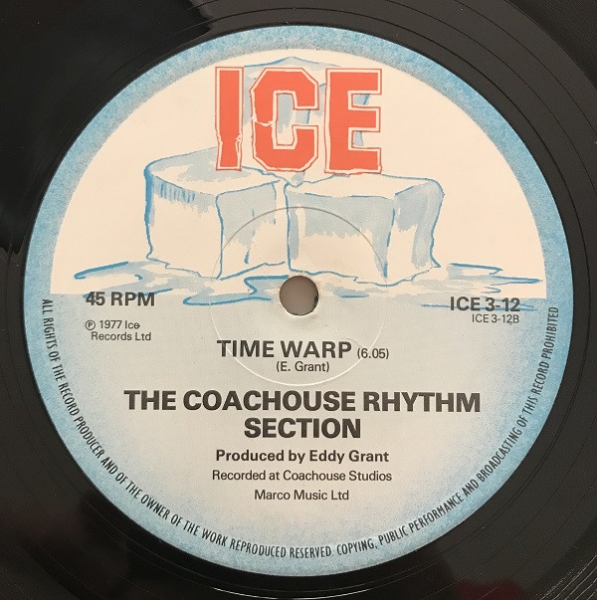 ICE
45 RPM
℗ 1977 Ice
Records Ltd
ICE 3-12
ICE 3-12B
TIME WARP (6.05)
(E. Grant)
THE COACHOUSE RHYTHM
SECTION
Produced by Eddy Grant
Recorded at Coachouse Studios
Marco Music Ltd
ALL RIGHTS OF THE RECORD PRODUCER AND OF THE OWNER OF THE WORK REPRODUCED RESERVED. COPYING, PUBLIC PERFORMANCE AND BROADCASTING OF THIS RECORD PROHIBITED